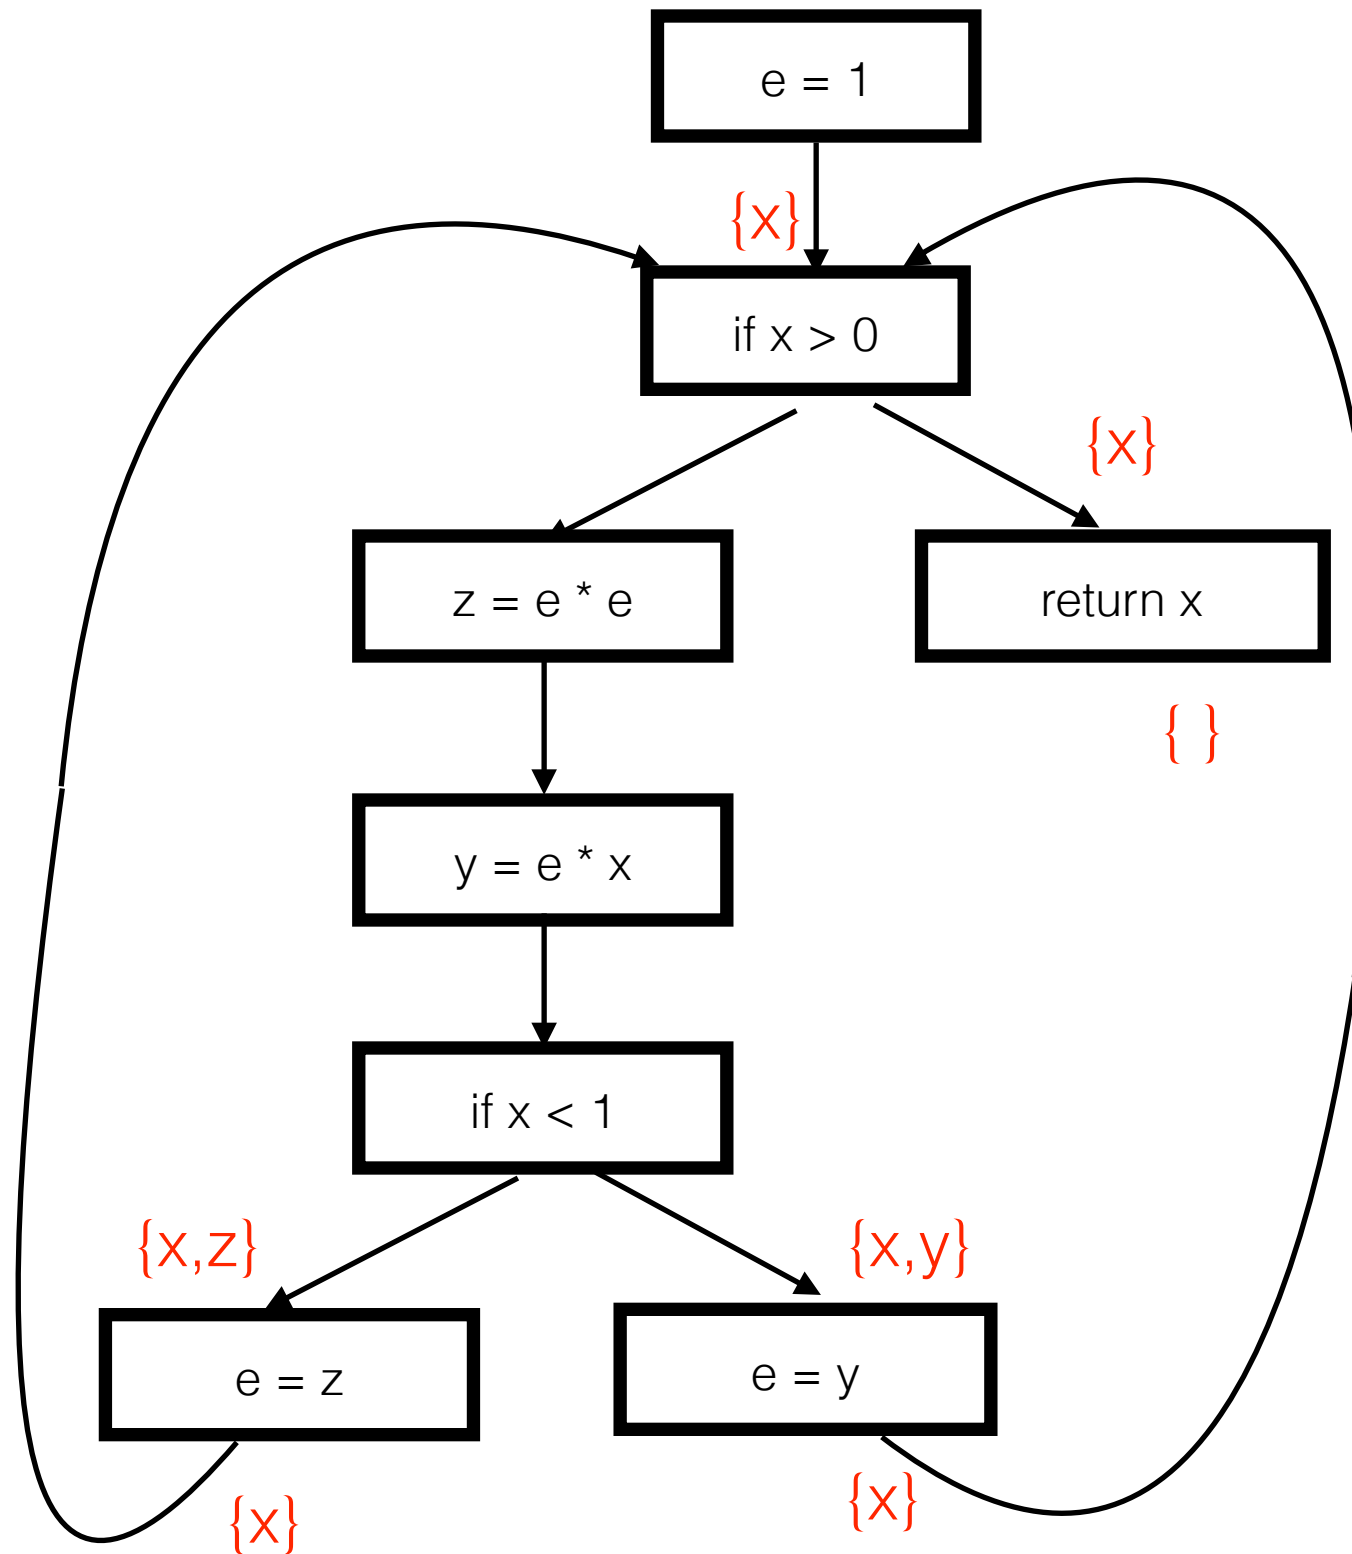 e = 1
{x}
if x > 0
{x}
z = e * e
return x
{ }
y = e * x
if x < 1
{x,z}
{x,y}
e = z
e = y
{x}
{x}